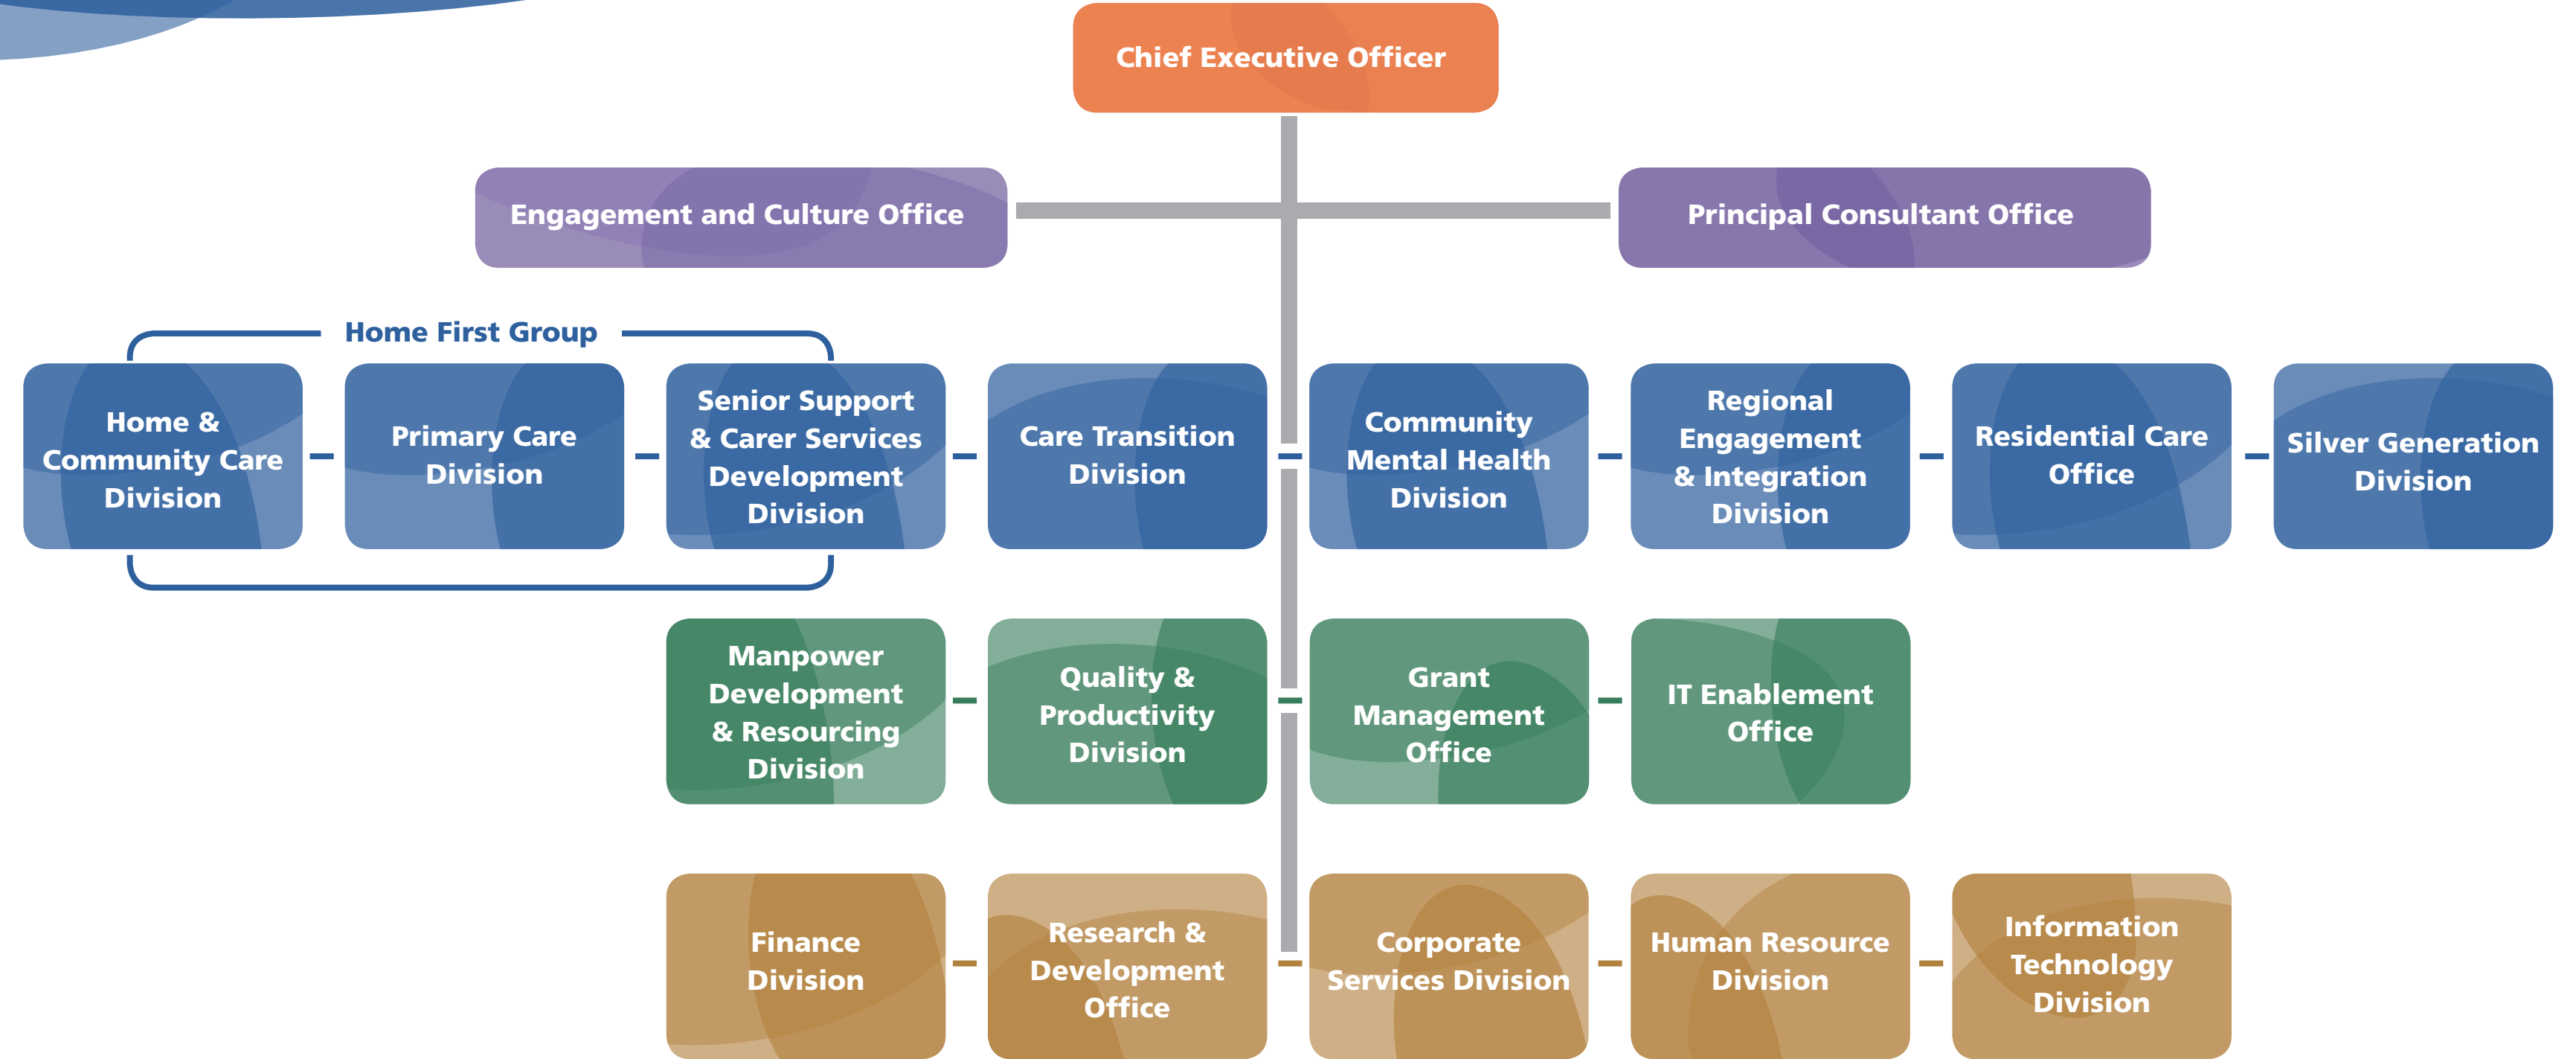 Chief Executive Officer
Engagement and Culture Office
Principal Consultant Office
Home First Group
Home &
Community Care
Division
Primary Care
Division
Senior Support
& Carer Services
Development
Division
Care Transition
Division
Community
Mental Health
Division
Regional
Engagement
& Integration
Division
Residential Care
Office
Silver Generation
Division
Manpower
Development
& Resourcing
Division
Quality &
Productivity
Division
Grant
Management
Office
IT Enablement
Office
Finance
Division
Research &
Development
Office
Corporate
Services Division
Human Resource
Division
Information
Technology
Division